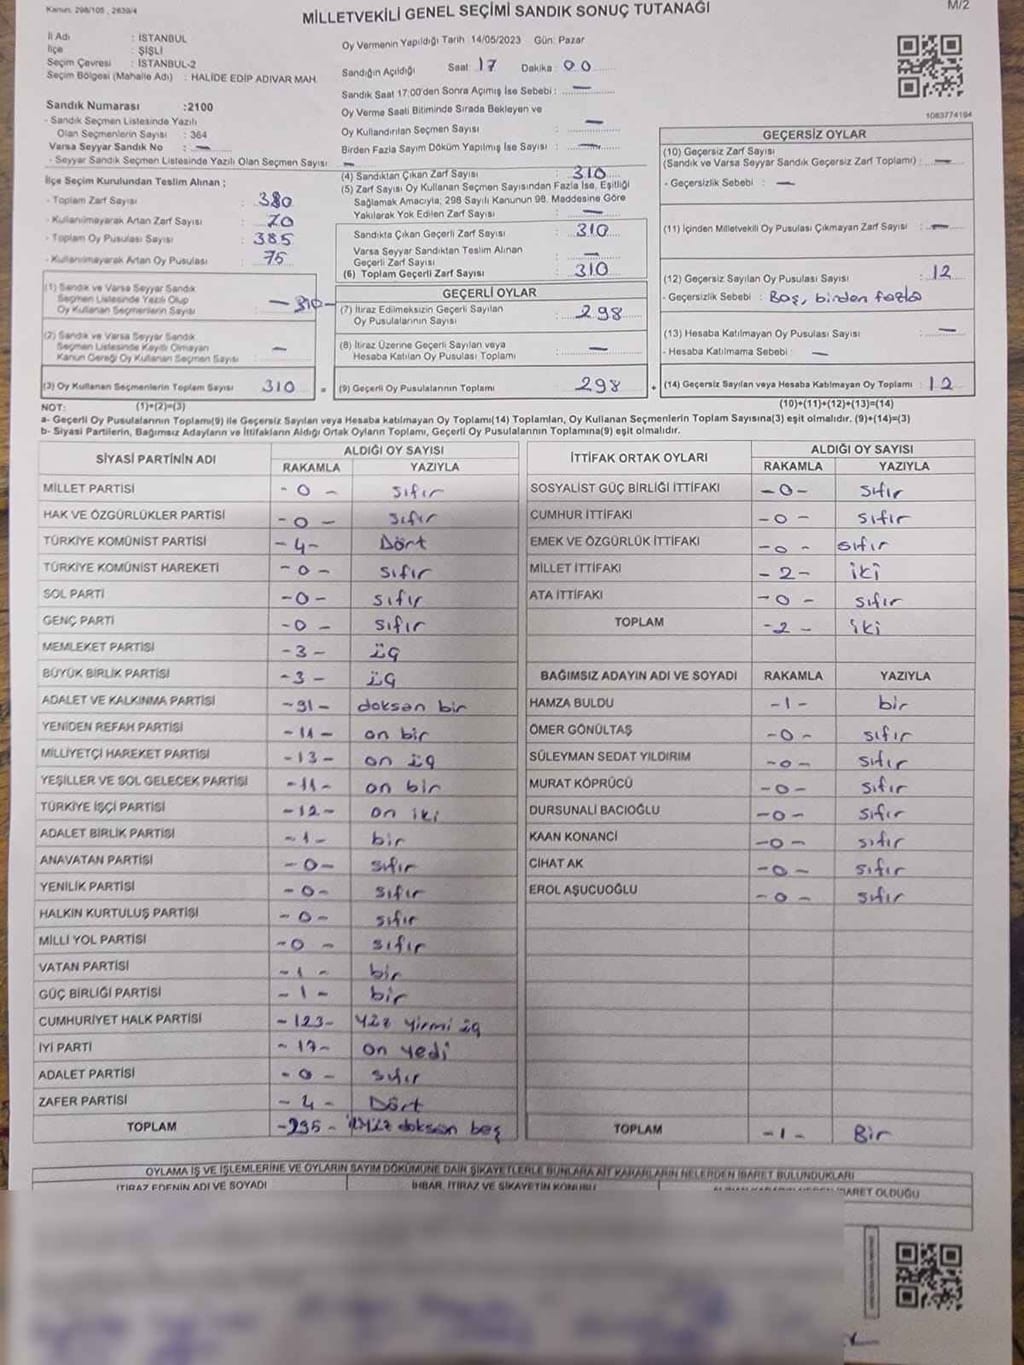 Kanun: 298/105 , 2839/4
M/2
MİLLETVEKİLİ GENEL SEÇİMİ SANDIK SONUÇ TUTANAĞI
İl Adı : İSTANBUL
İlçe : ŞİŞLİ
Seçim Çevresi : İSTANBUL-2
Seçim Bölgesi (Mahalle Adı) : HALİDE EDİP ADIVAR MAH.
Sandık Numarası :2100
- Sandık Seçmen Listesinde Yazılı
Olan Seçmenlerin Sayısı : 364
Varsa Seyyar Sandık No : —
- Seyyar Sandık Seçmen Listesinde Yazılı Olan Seçmen Sayısı : —
İlçe Seçim Kurulundan Teslim Alınan ;
- Toplam Zarf Sayısı : 380
- Kullanılmayarak Artan Zarf Sayısı : 70
- Toplam Oy Pusulası Sayısı : 385
- Kullanılmayarak Artan Oy Pusulası : 75
(1) Sandık ve Varsa Seyyar Sandık
Seçmen Listesinde Yazılı Olup
Oy Kullanan Seçmenlerin Sayısı — 310 —
(2) Sandık ve Varsa Seyyar Sandık
Seçmen Listesinde Kayıtlı Olmayan
Kanun Gereği Oy Kullanan Seçmen Sayısı —
(3) Oy Kullanan Seçmenlerin Toplam Sayısı 310
Oy Vermenin Yapıldığı Tarih :14/05/2023 Gün: Pazar
Sandığın Açıldığı Saat :17 Dakika :00
Sandık Saat 17:00'den Sonra Açımış İse Sebebi : —
Oy Verme Saati Bitiminde Sırada Bekleyen ve
Oy Kullandırılan Seçmen Sayısı : —
Birden Fazla Sayım Döküm Yapılmış İse Sayısı : —
(4) Sandıktan Çıkan Zarf Sayısı : 310
(5) Zarf Sayısı Oy Kullanan Seçmen Sayısından Fazla İse, Eşitliği
Sağlamak Amacıyla; 298 Sayılı Kanunun 98. Maddesine Göre
Yakılarak Yok Edilen Zarf Sayısı : —
Sandıkta Çıkan Geçerli Zarf Sayısı : 310
Varsa Seyyar Sandıktan Teslim Alınan
Geçerli Zarf Sayısı : —
(6) Toplam Geçerli Zarf Sayısı : 310
GEÇERLİ OYLAR
(7) İtiraz Edilmeksizin Geçerli Sayılan
Oy Pusulalarının Sayısı : 298
(8) İtiraz Üzerine Geçerli Sayılan veya
Hesaba Katılan Oy Pusulası Toplamı : —
= (9) Geçerli Oy Pusulalarının Toplamı : 298 +
1083774194
GEÇERSİZ OYLAR
(10) Geçersiz Zarf Sayısı
(Sandık ve Varsa Seyyar Sandık Geçersiz Zarf Toplamı) : —
- Geçersizlik Sebebi : —
(11) İçinden Milletvekili Oy Pusulası Çıkmayan Zarf Sayısı : —
(12) Geçersiz Sayılan Oy Pusulası Sayısı : 12
- Geçersizlik Sebebi : Boş, birden fazla
(13) Hesaba Katılmayan Oy Pusulası Sayısı : —
- Hesaba Katılmama Sebebi : —
(14) Geçersiz Sayılan veya Hesaba Katılmayan Oy Toplamı : 12
NOT: (1)+(2)=(3) (10)+(11)+(12)+(13)=(14)
a- Geçerli Oy Pusulalarının Toplamı(9) ile Geçersiz Sayılan veya Hesaba katılmayan Oy Toplamı(14) Toplamları, Oy Kullanan Seçmenlerin Toplam Sayısına(3) eşit olmalıdır. (9)+(14)=(3)
b- Siyasi Partilerin, Bağımsız Adayların ve İttifakların Aldığı Ortak Oyların Toplamı, Geçerli Oy Pusulalarının Toplamına(9) eşit olmalıdır.
SİYASİ PARTİNİN ADI ALDIĞI OY SAYISI
RAKAMLA YAZIYLA
MİLLET PARTİSİ - 0 - sıfır
HAK VE ÖZGÜRLÜKLER PARTİSİ - 0 - sıfır
TÜRKİYE KOMÜNİST PARTİSİ - 4 - Dört
TÜRKİYE KOMÜNİST HAREKETİ - 0 - sıfır
SOL PARTİ - 0 - sıfır
GENÇ PARTİ - 0 - sıfır
MEMLEKET PARTİSİ - 3 - üç
BÜYÜK BİRLİK PARTİSİ - 3 - üç
ADALET VE KALKINMA PARTİSİ - 91 - doksan bir
YENİDEN REFAH PARTİSİ - 11 - on bir
MİLLİYETÇİ HAREKET PARTİSİ - 13 - on üç
YEŞİLLER VE SOL GELECEK PARTİSİ - 11 - on bir
TÜRKİYE İŞÇİ PARTİSİ - 12 - on iki
ADALET BİRLİK PARTİSİ - 1 - bir
ANAVATAN PARTİSİ - 0 - sıfır
YENİLİK PARTİSİ - 0 - sıfır
HALKIN KURTULUŞ PARTİSİ - 0 - sıfır
MİLLİ YOL PARTİSİ - 0 - sıfır
VATAN PARTİSİ - 1 - bir
GÜÇ BİRLİĞİ PARTİSİ - 1 - bir
CUMHURİYET HALK PARTİSİ - 123 - yüz yirmi üç
İYİ PARTİ - 17 - on yedi
ADALET PARTİSİ - 0 - sıfır
ZAFER PARTİSİ - 4 - Dört
TOPLAM - 295 - ikiyüz doksan beş
İTTİFAK ORTAK OYLARI ALDIĞI OY SAYISI
RAKAMLA YAZIYLA
SOSYALİST GÜÇ BİRLİĞİ İTTİFAKI - 0 - sıfır
CUMHUR İTTİFAKI - 0 - sıfır
EMEK VE ÖZGÜRLÜK İTTİFAKI - 0 - sıfır
MİLLET İTTİFAKI - 2 - iki
ATA İTTİFAKI - 0 - sıfır
TOPLAM - 2 - iki
BAĞIMSIZ ADAYIN ADI VE SOYADI RAKAMLA YAZIYLA
HAMZA BULDU - 1 - bir
ÖMER GÖNÜLTAŞ - 0 - sıfır
SÜLEYMAN SEDAT YILDIRIM - 0 - sıfır
MURAT KÖPRÜCÜ - 0 - sıfır
DURSUNALİ BACIOĞLU - 0 - sıfır
KAAN KONANCİ - 0 - sıfır
CİHAT AK - 0 - sıfır
EROL AŞUCUOĞLU - 0 - sıfır
TOPLAM - 1 - Bir
OYLAMA İŞ VE İŞLEMLERİNE VE OYLARIN SAYIM DÖKÜMÜNE DAİR ŞİKAYETLERLE BUNLARA AİT KARARLARIN NELERDEN İBARET BULUNDUKLARI
İTİRAZ EDENİN ADI VE SOYADI İHBAR, İTİRAZ VE ŞİKAYETİN KONUSU İBARET OLDUĞU